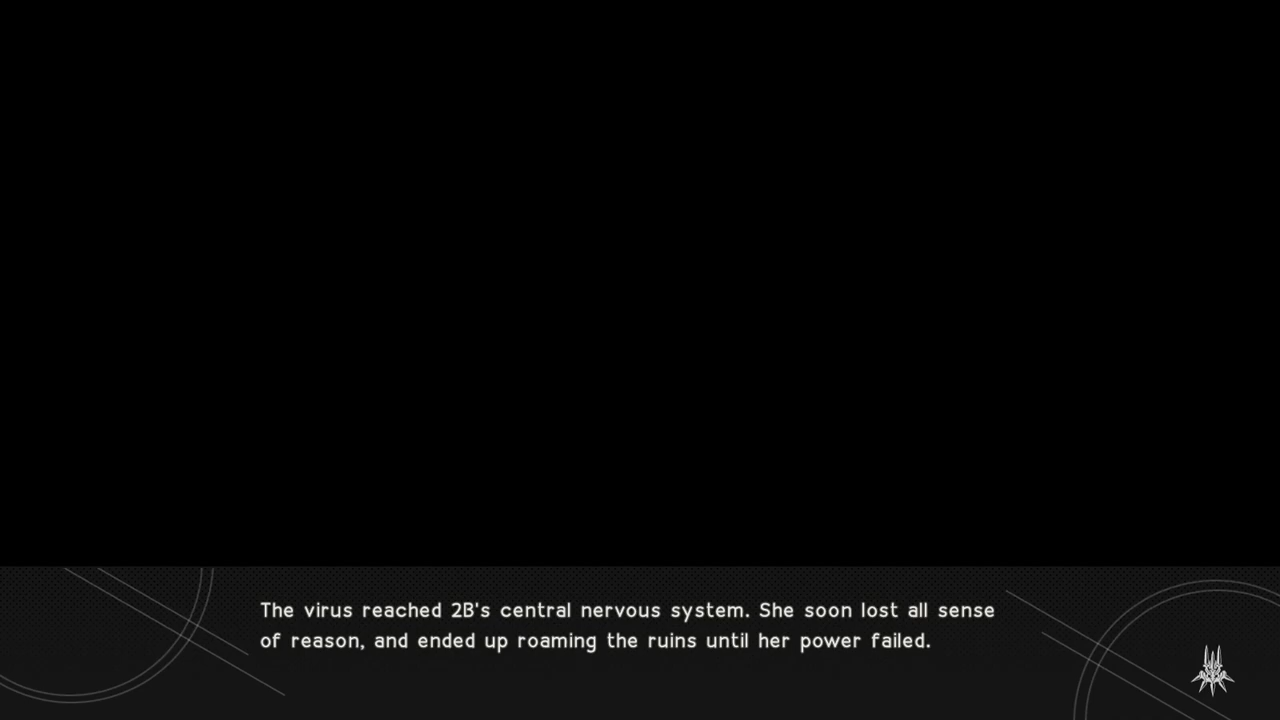 The virus reached 2B's central nervous system. She soon lost all sense
of reason, and ended up roaming the ruins until her power failed.